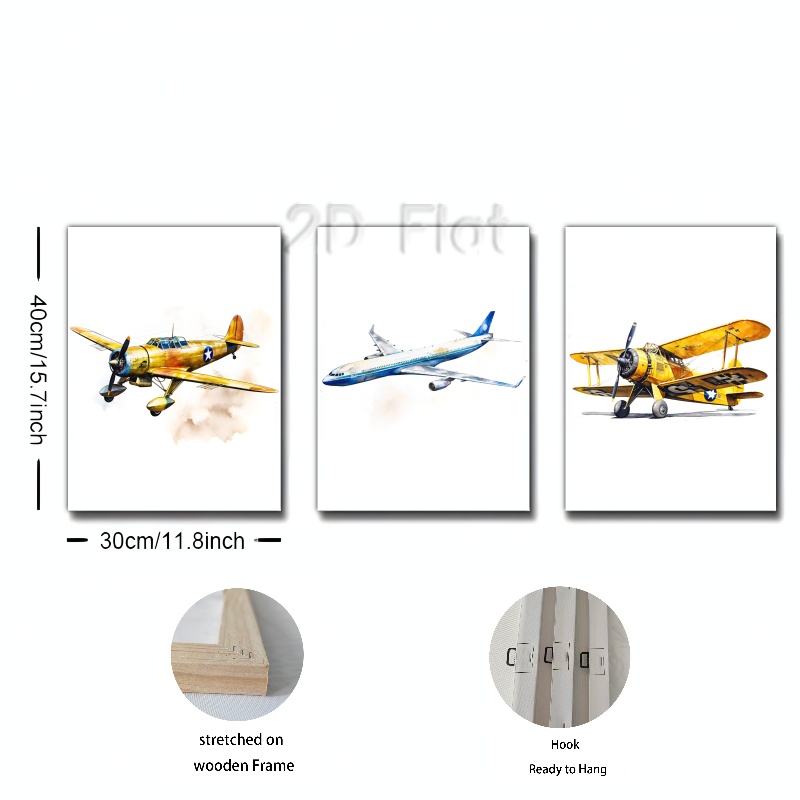 2D Flat
40cm/15.7inch
30cm/11.8inch
stretched on
wooden Frame
Hook
Ready to Hang